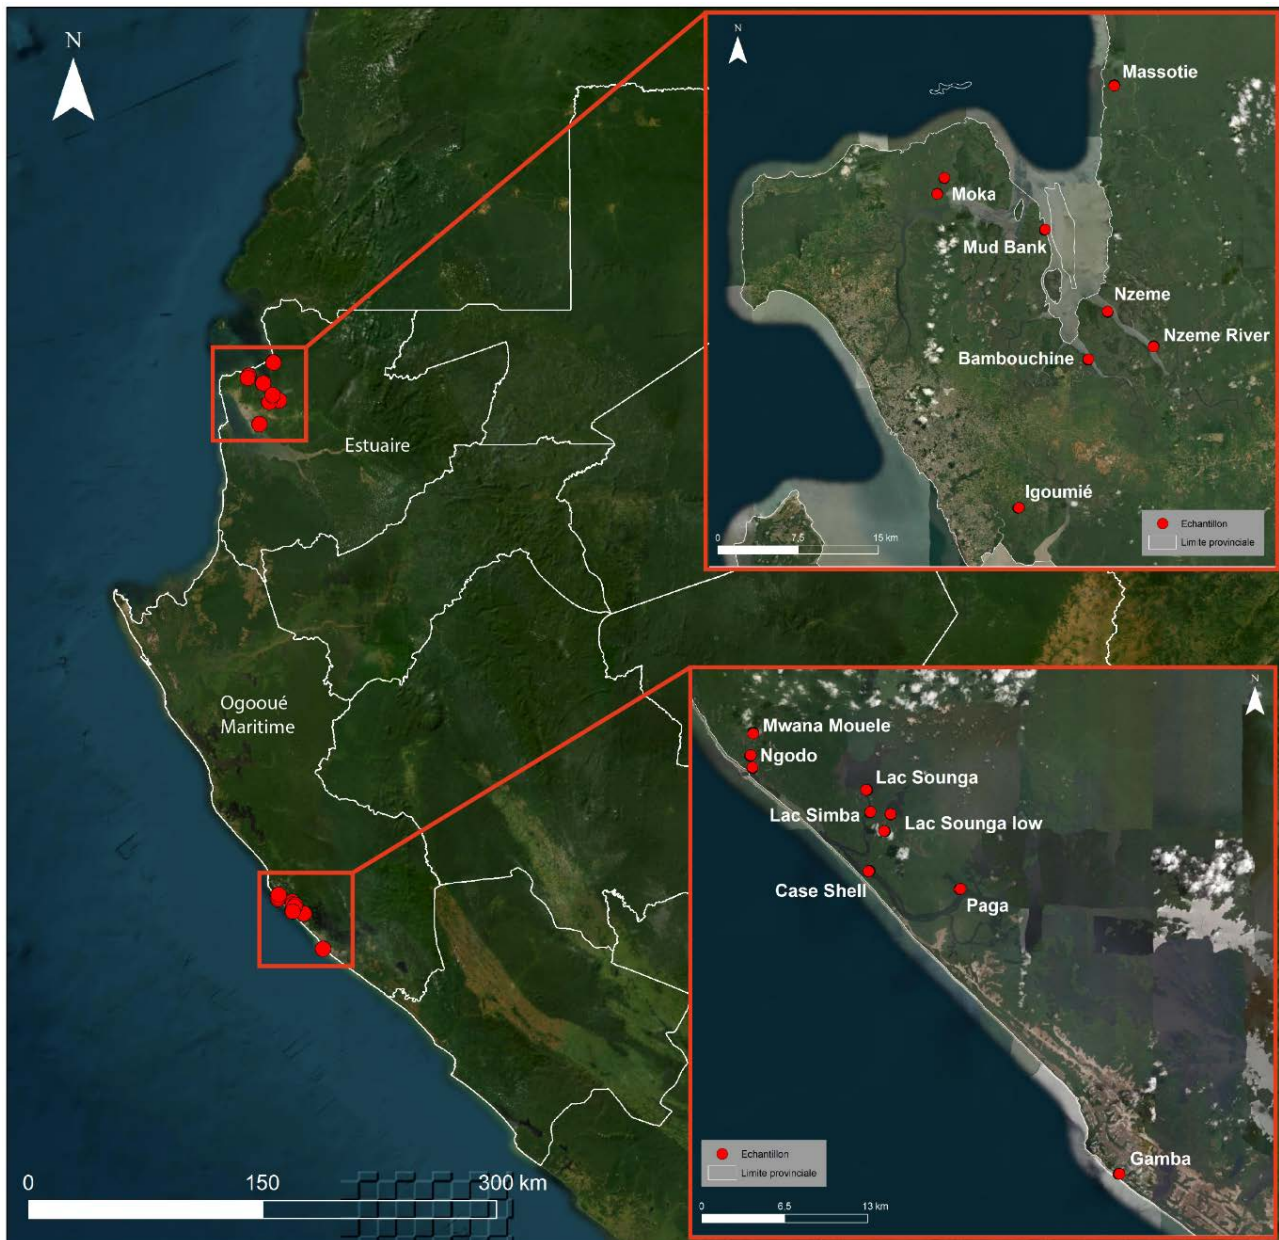 N
Estuaire
Ogooué
Maritime
0 150 300 km
N
Massotie
Moka
Mud Bank
Nzeme
Nzeme River
Bambouchine
Igoumié
Echantillon
Limite provinciale
0 7.5 15 km
N
Mwana Mouele
Ngodo
Lac Sounga
Lac Simba
Lac Sounga low
Case Shell
Paga
Gamba
Echantillon
Limite provinciale
0 6.5 13 km